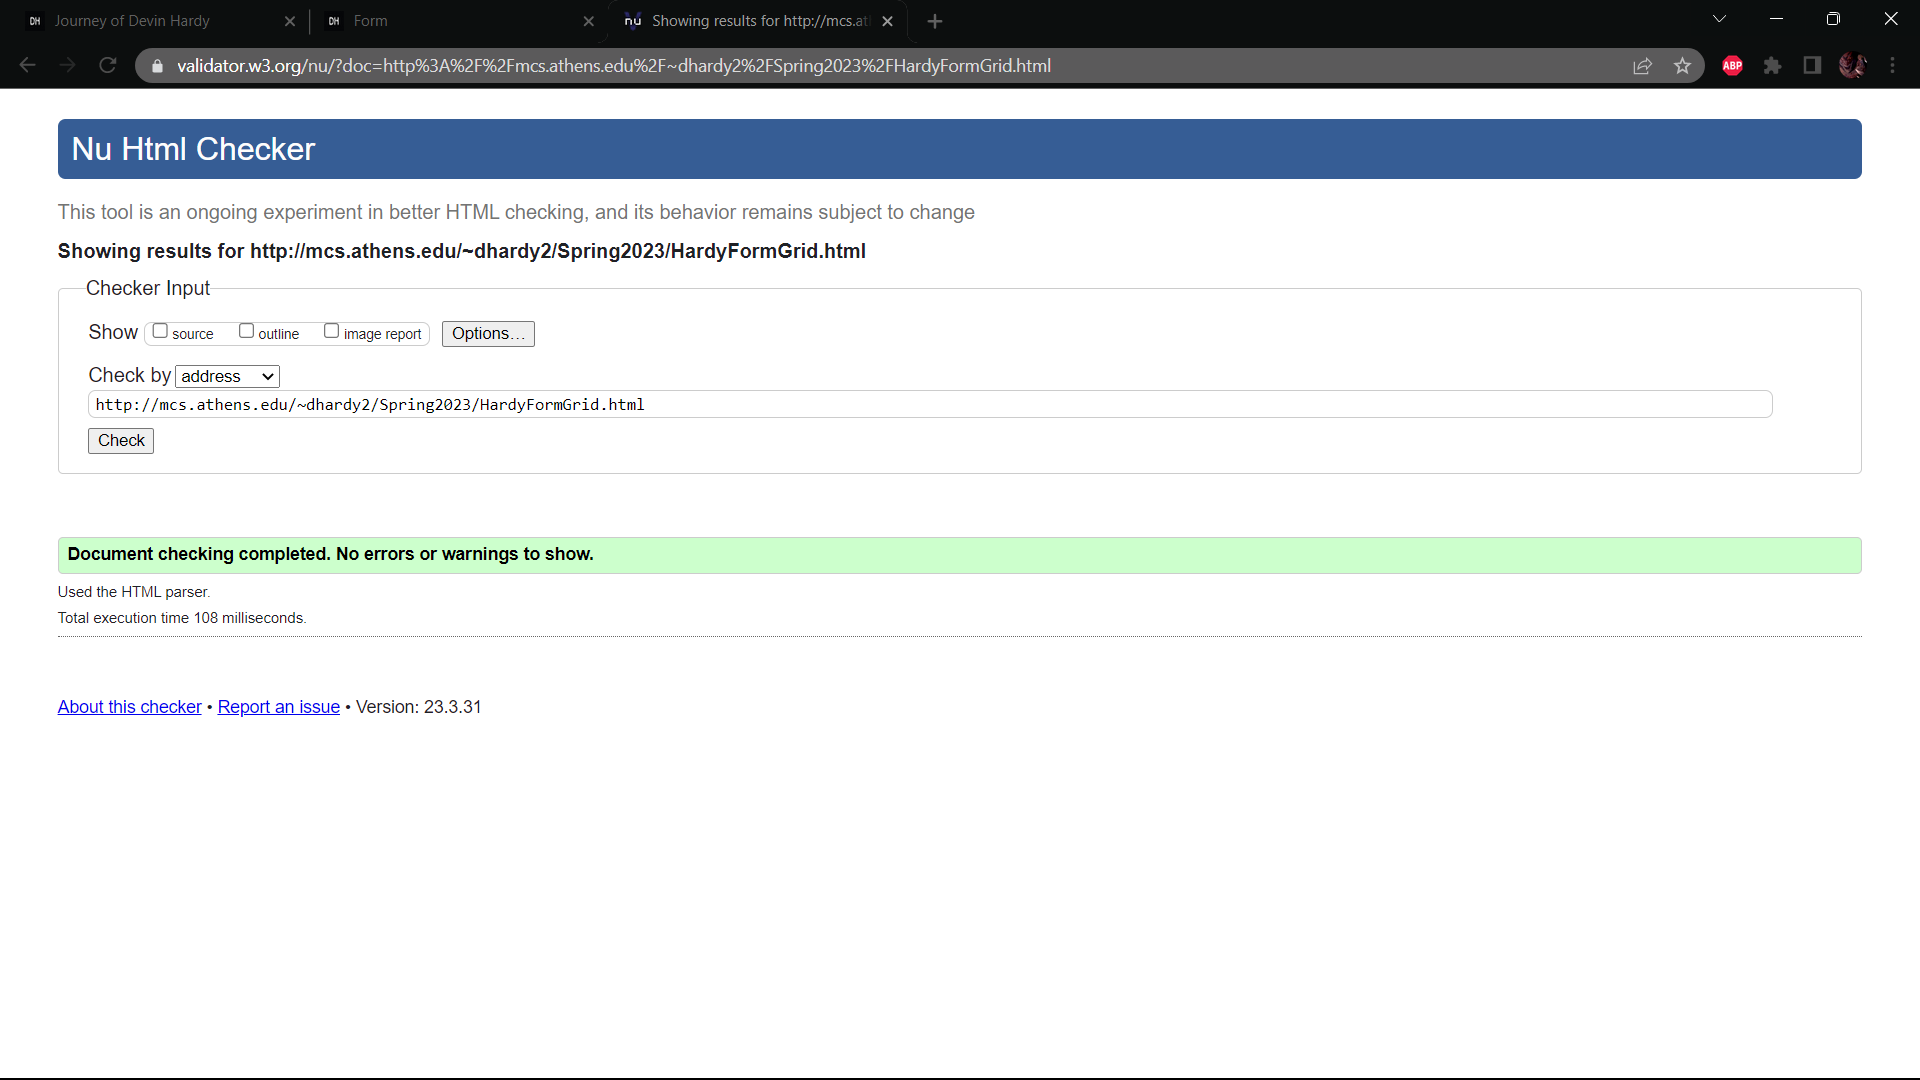 DH Journey of Devin Hardy
DH Form
nu Showing results for http://mcs.at
validator.w3.org/nu/?doc=http%3A%2F%2Fmcs.athens.edu%2F~dhardy2%2FSpring2023%2FHardyFormGrid.html
ABP
Nu Html Checker
This tool is an ongoing experiment in better HTML checking, and its behavior remains subject to change
Showing results for http://mcs.athens.edu/~dhardy2/Spring2023/HardyFormGrid.html
Checker Input
Show source outline image report Options...
Check by address
http://mcs.athens.edu/~dhardy2/Spring2023/HardyFormGrid.html
Check
Document checking completed. No errors or warnings to show.
Used the HTML parser.
Total execution time 108 milliseconds.
About this checker • Report an issue • Version: 23.3.31